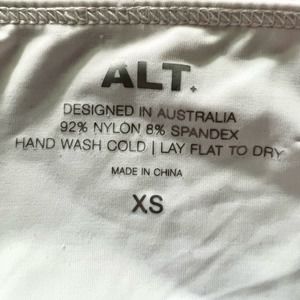 ALT.
DESIGNED IN AUSTRALIA
92% NYLON 8% SPANDEX
HAND WASH COLD | LAY FLAT TO DRY
MADE IN CHINA
XS